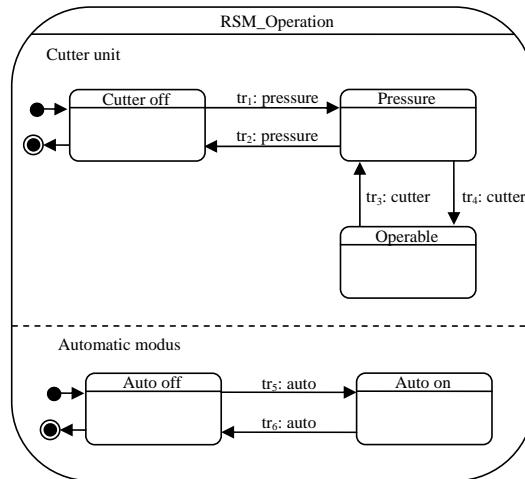 RSM_Operation
Cutter unit
Cutter off
tr₁: pressure
Pressure
tr₂: pressure
tr₃: cutter
tr₄: cutter
Operable
Automatic modus
Auto off
tr₅: auto
Auto on
tr₆: auto